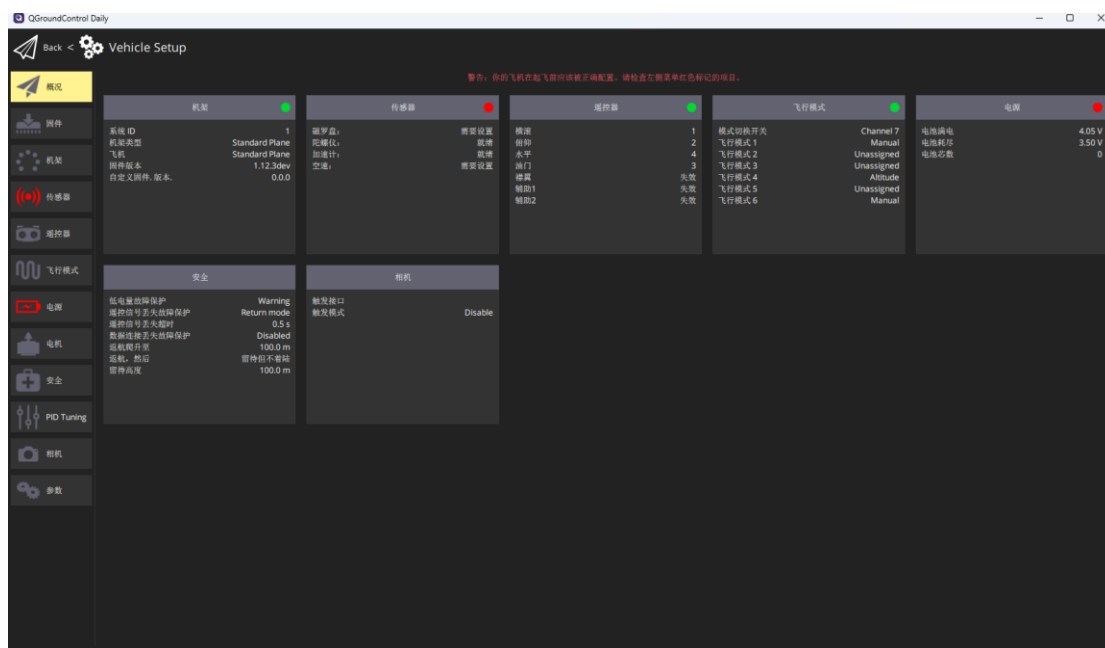 QGroundControl Daily
Back < Vehicle Setup
警告：你的飞机在起飞前应该被正确配置。请检查左侧菜单红色标记的项目。
概况
固件
机架
传感器
遥控器
飞行模式
电源
电机
安全
PID Tuning
相机
参数
机架
系统 ID 1
机架类型 Standard Plane
飞机 Standard Plane
固件版本 1.12.3dev
自定义固件. 版本. 0.0.0
传感器
磁罗盘： 需要设置
陀螺仪： 就绪
加速计： 就绪
空速： 需要设置
遥控器
横滚 1
俯仰 2
水平 4
油门 3
襟翼 失效
辅助1 失效
辅助2 失效
飞行模式
模式切换开关 Channel 7
飞行模式 1 Manual
飞行模式 2 Unassigned
飞行模式 3 Unassigned
飞行模式 4 Altitude
飞行模式 5 Unassigned
飞行模式 6 Manual
电源
电池满电 4.05 V
电池耗尽 3.50 V
电池芯数 0
安全
低电量故障保护 Warning
遥控信号丢失故障保护 Return mode
遥控信号丢失超时 0.5 s
数据连接丢失故障保护 Disabled
返航爬升至 100.0 m
返航，然后 留待但不着陆
留待高度 100.0 m
相机
触发接口
触发模式 Disable